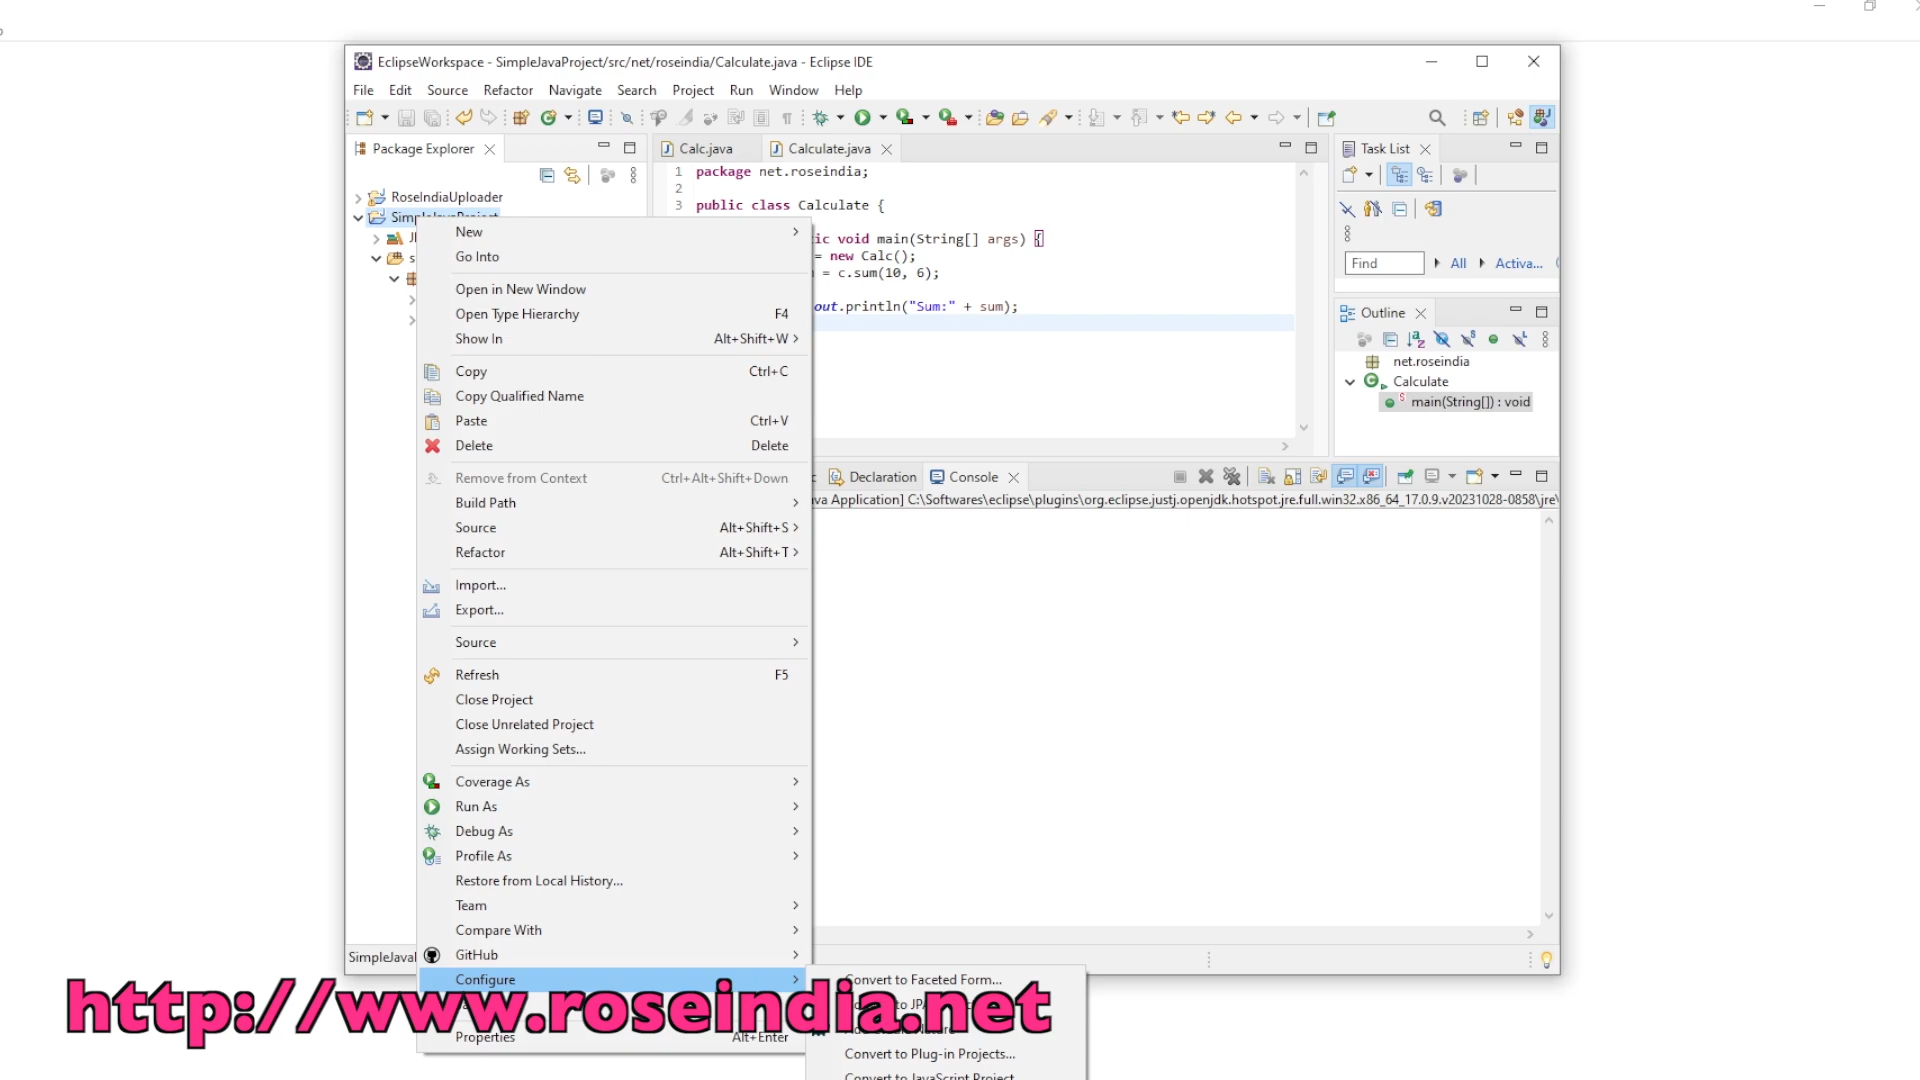 EclipseWorkspace - SimpleJavaProject/src/net/roseindia/Calculate.java - Eclipse IDE
File Edit Source Refactor Navigate Search Project Run Window Help
Package Explorer
RoseIndiaUploader
SimpleJavaProject
New
Go Into
Open in New Window
Open Type Hierarchy F4
Show In Alt+Shift+W
Copy Ctrl+C
Copy Qualified Name
Paste Ctrl+V
Delete Delete
Remove from Context Ctrl+Alt+Shift+Down
Build Path
Source Alt+Shift+S
Refactor Alt+Shift+T
Import...
Export...
Source
Refresh F5
Close Project
Close Unrelated Project
Assign Working Sets...
Coverage As
Run As
Debug As
Profile As
Restore from Local History...
Team
Compare With
GitHub
Configure
Properties Alt+Enter
Convert to Faceted Form...
Convert to Plug-in Projects...
Convert to JavaScript Project
Calc.java Calculate.java
1 package net.roseindia;
2
3 public class Calculate {
ic void main(String[] args) {
= new Calc();
= c.sum(10, 6);
out.println("Sum:" + sum);
Declaration Console
va Application] C:\Softwares\eclipse\plugins\org.eclipse.justj.openjdk.hotspot.jre.full.win32.x86_64_17.0.9.v20231028-0858\jre\
Task List
Find All Activa...
Outline
net.roseindia
Calculate
main(String[]) : void
SimpleJava
http://www.roseindia.net